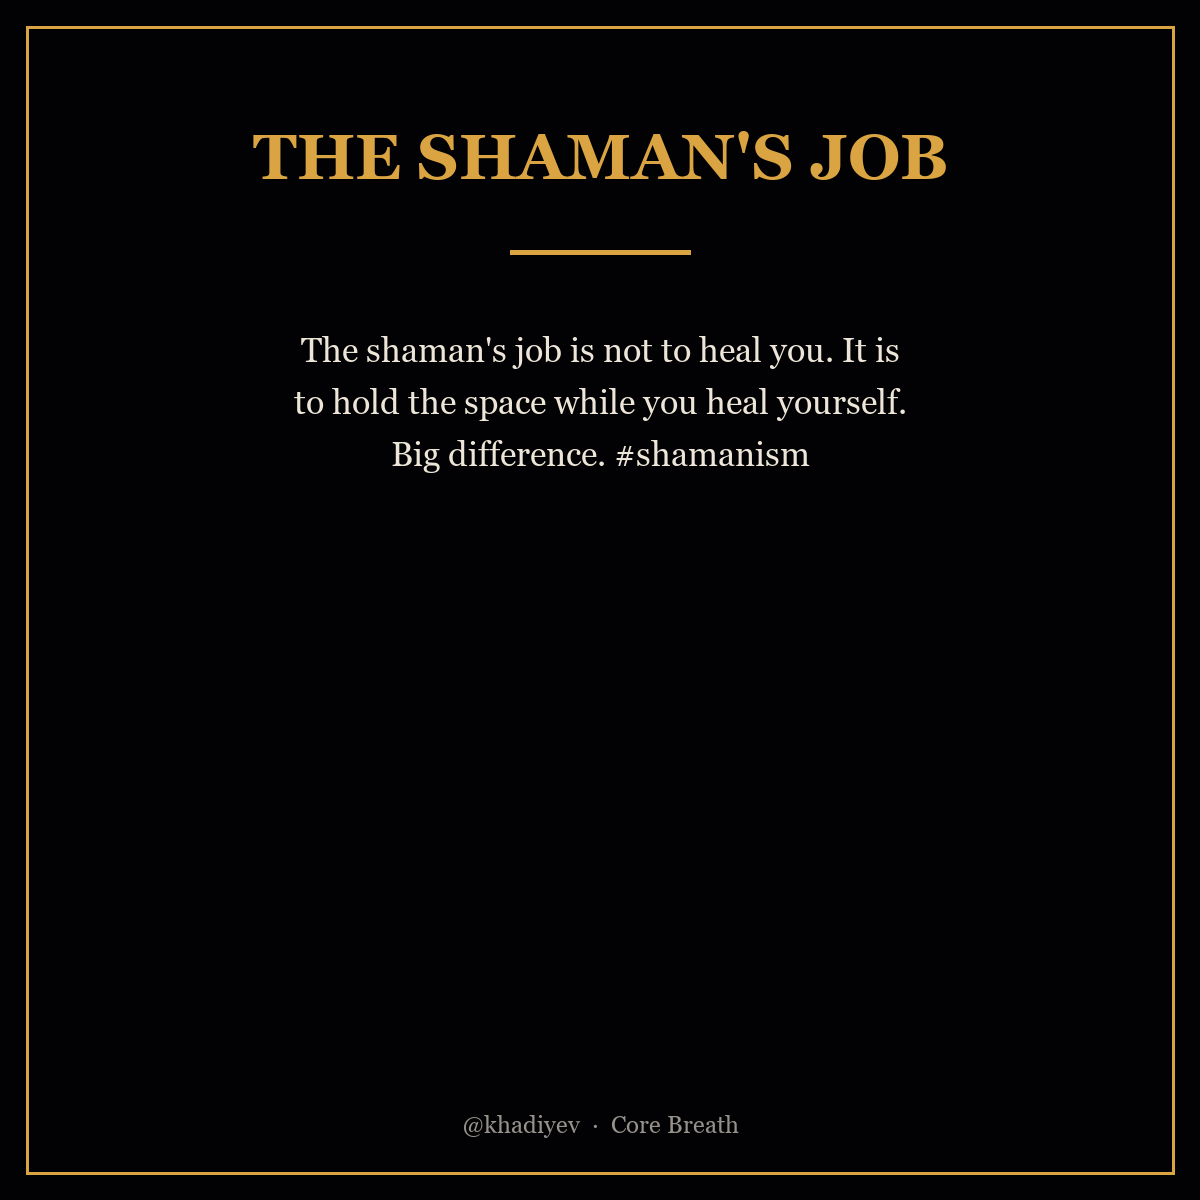 THE SHAMAN'S JOB
The shaman's job is not to heal you. It is
to hold the space while you heal yourself.
Big difference. #shamanism
@khadiyev · Core Breath